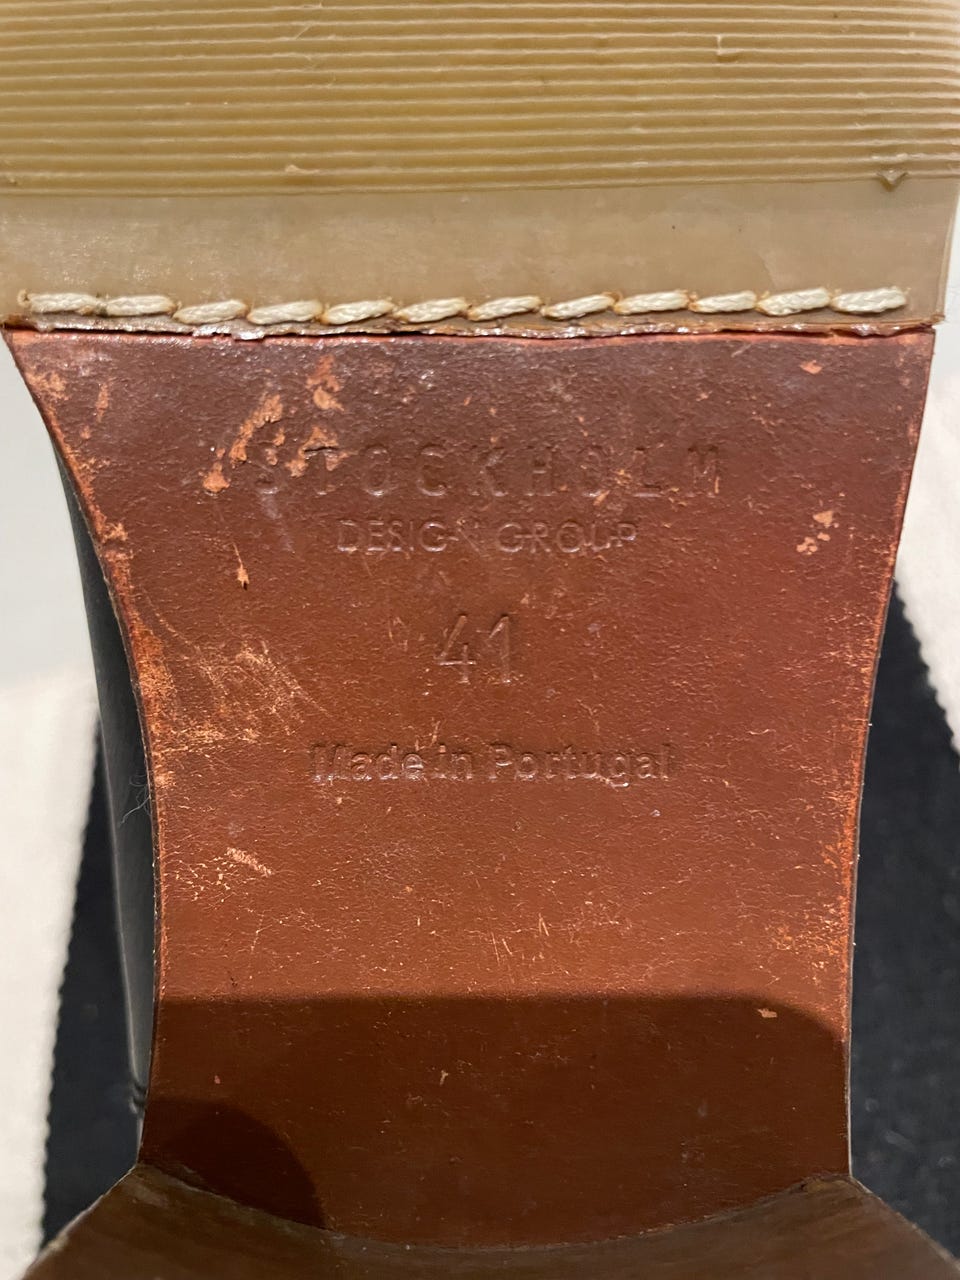 STOCKHOLM
DESIGN GROUP
41
Made in Portugal